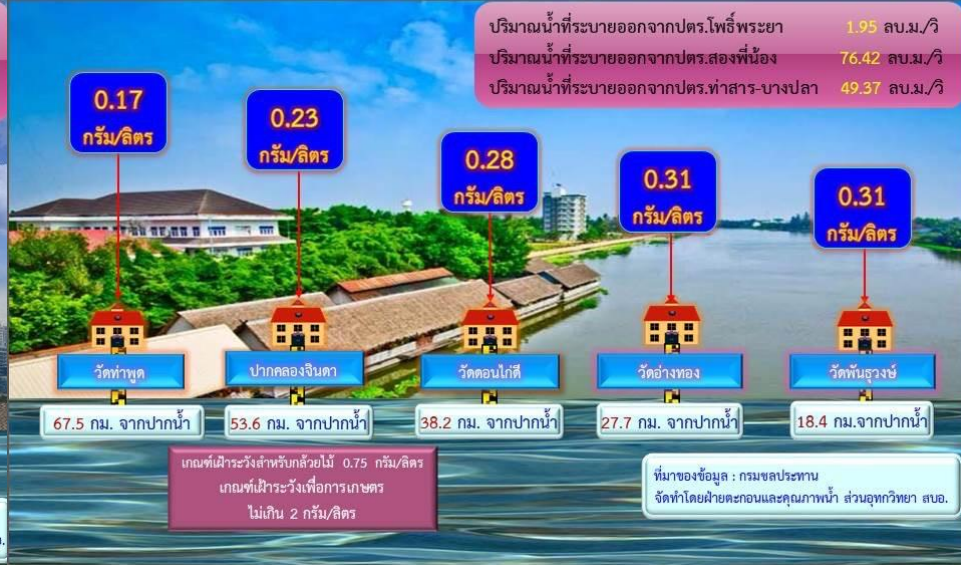 ปริมาณน้ำที่ระบายออกจากปตร.โพธิ์พระยา 1.95 ลบ.ม./วิ
ปริมาณน้ำที่ระบายออกจากปตร.สองพี่น้อง 76.42 ลบ.ม./วิ
ปริมาณน้ำที่ระบายออกจากปตร.ท่าสาร-บางปลา 49.37 ลบ.ม./วิ
0.17
กรัม/ลิตร
0.23
กรัม/ลิตร
0.28
กรัม/ลิตร
0.31
กรัม/ลิตร
0.31
กรัม/ลิตร
วัดท่าพูด
ปากคลองจินดา
วัดดอนไก่ดี
วัดอ่างทอง
วัดพันธุวงษ์
67.5 กม. จากปากน้ำ
53.6 กม. จากปากน้ำ
38.2 กม. จากปากน้ำ
27.7 กม. จากปากน้ำ
18.4 กม.จากปากน้ำ
เกณฑ์เฝ้าระวังสำหรับกล้วยไม้ 0.75 กรัม/ลิตร
เกณฑ์เฝ้าระวังเพื่อการเกษตร
ไม่เกิน 2 กรัม/ลิตร
ที่มาของข้อมูล : กรมชลประทาน
จัดทำโดยฝ่ายตะกอนและคุณภาพน้ำ ส่วนอุทกวิทยา สบอ.